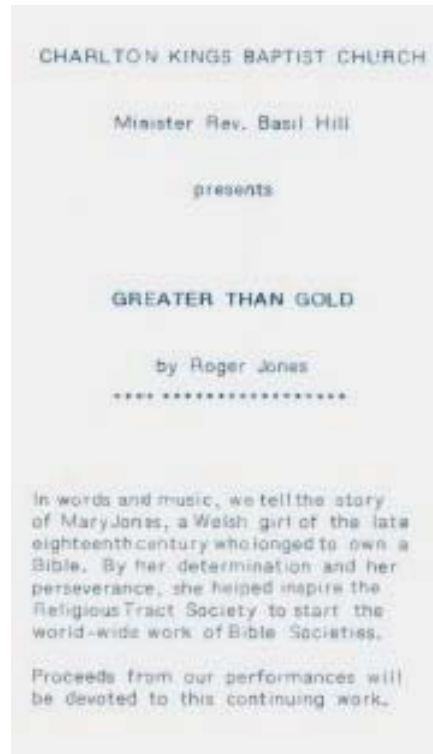 CHARLTON KINGS BAPTIST CHURCH
Minister Rev. Basil Hill
presents
GREATER THAN GOLD
by Roger Jones
In words and music, we tell the story
of Mary Jones, a Welsh girl of the late
eighteenth century who longed to own a
Bible. By her determination and her
perseverance, she helped inspire the
Religious Tract Society to start the
world-wide work of Bible Societies.
Proceeds from our performances will
be devoted to this continuing work.